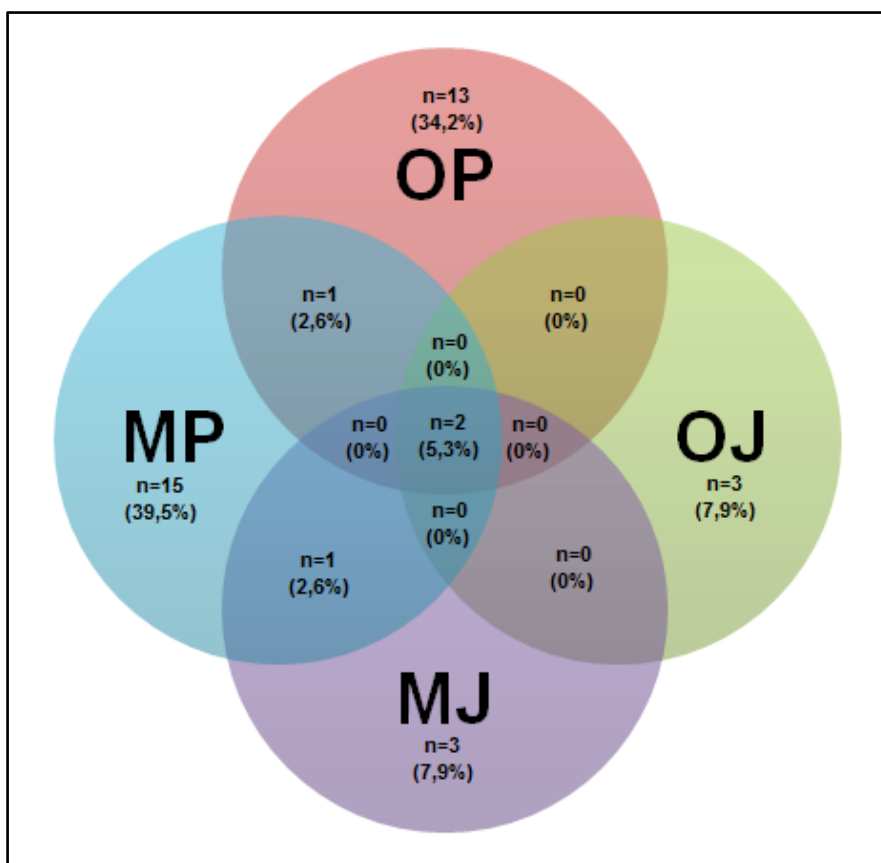 n=13
(34,2%)
OP
n=1
(2,6%)
n=0
(0%)
n=0
(0%)
MP
n=15
(39,5%)
n=0
(0%)
n=2
(5,3%)
n=0
(0%)
OJ
n=3
(7,9%)
n=0
(0%)
n=1
(2,6%)
n=0
(0%)
MJ
n=3
(7,9%)